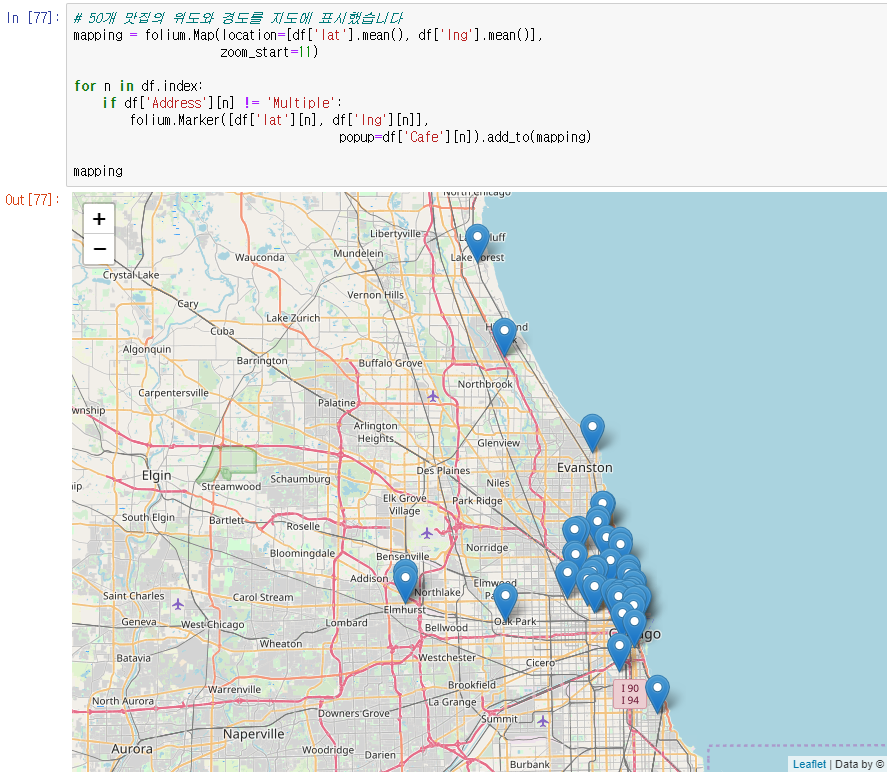 In [77]:
# 50개 맛집의 위도와 경도를 지도에 표시했습니다
mapping = folium.Map(location=[df['lat'].mean(), df['lng'].mean()],
zoom_start=11)
for n in df.index:
if df['Address'][n] != 'Multiple':
folium.Marker([df['lat'][n], df['lng'][n]],
popup=df['Cafe'][n]).add_to(mapping)
mapping
Out[77]:
+
−
North Chicago
Libertyville
Lake Bluff
Wauconda
Mundelein
Lake Forest
Crystal Lake
Vernon Hills
Gary
Lake Zurich
Cuba
Algonquin
Barrington
Buffalo Grove
Northbrook
Carpentersville
Palatine
wnship
Arlington
Heights
Glenview
Des Plaines
Evanston
Elgin
Schaumburg
Niles
Streamwood
Elk Grove
Village
Park Ridge
South Elgin
Bartlett
Roselle
Norridge
Bloomingdale
Bensenville
Addison
Saint Charles
Carol Stream
Northlake
Elmwood
Elmhurst
Geneva
West Chicago
Lombard
Bellwood
Oak Park
Chicago
Wheaton
Batavia
Westchester
Cicero
Warrenville
Brookfield
I 90
I 94
North Aurora
La Grange
Downers Grove
Summit
Naperville
Aurora
Woodridge
Darien
Burbank
Leaflet | Data by ©